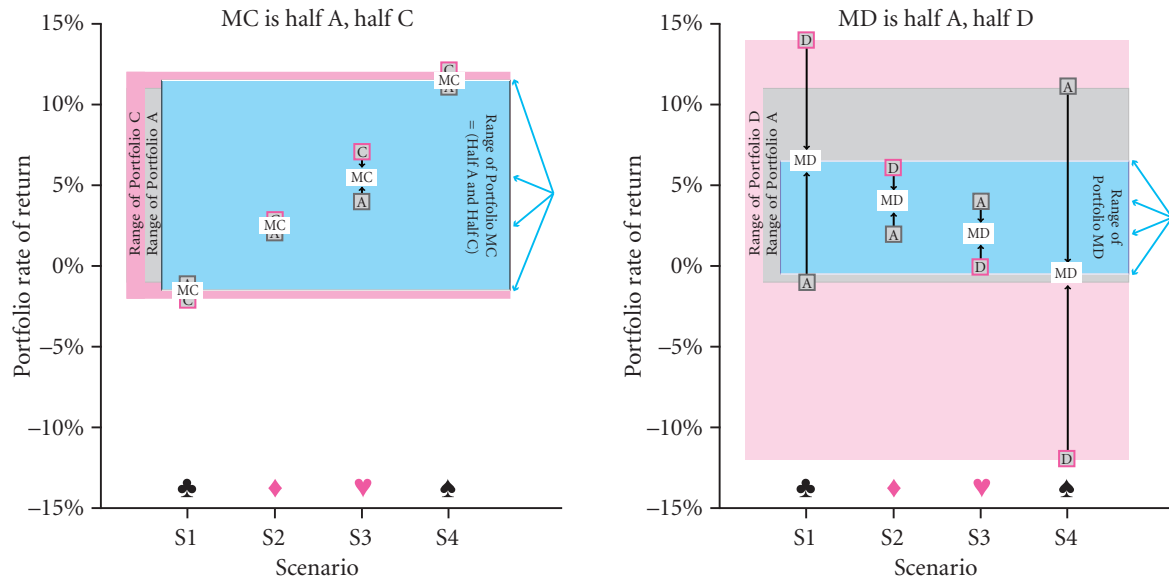 MC is half A, half C
Portfolio rate of return
15%
10%
5%
0%
–5%
–10%
–15%
Range of Portfolio C
Range of Portfolio A
Range of Portfolio MC
= (Half A and Half C)
A
MC
C
C
MC
A
C
MC
A
C
MC
A
♣ ♦ ♥ ♠
S1 S2 S3 S4
Scenario
MD is half A, half D
Portfolio rate of return
15%
10%
5%
0%
–5%
–10%
–15%
Range of Portfolio D
Range of Portfolio A
Range of
Portfolio MD
D
MD
A
D
MD
A
A
MD
D
A
MD
D
♣ ♦ ♥ ♠
S1 S2 S3 S4
Scenario